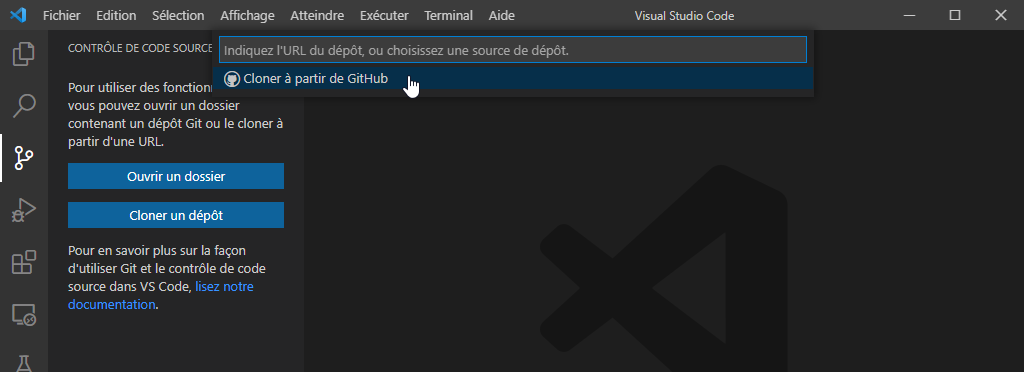 Fichier Edition Sélection Affichage Atteindre Exécuter Terminal Aide Visual Studio Code
CONTRÔLE DE CODE SOURCE
Indiquez l'URL du dépôt, ou choisissez une source de dépôt.
Cloner à partir de GitHub
Pour utiliser des fonction
vous pouvez ouvrir un dossier
contenant un dépôt Git ou le cloner à
partir d'une URL.
Ouvrir un dossier
Cloner un dépôt
Pour en savoir plus sur la façon
d'utiliser Git et le contrôle de code
source dans VS Code, lisez notre
documentation.